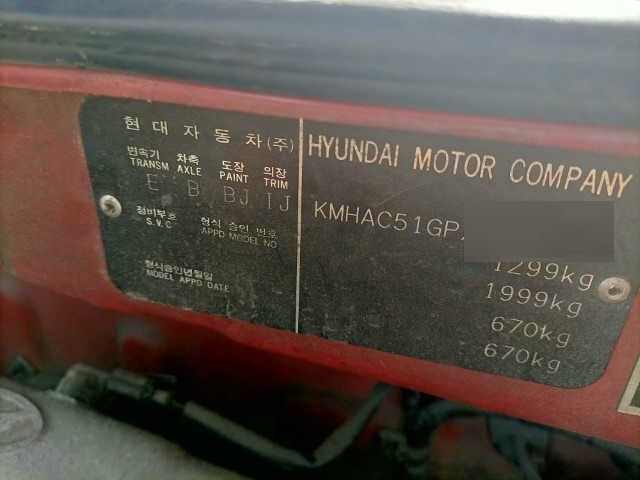 현대자동차(주)
변속기 차축 도장 의장
TRANSM AXLE PAINT TRIM
E B BJ IJ
정비부호 형식 승인 번호
S.V.C APPD MODEL NO
형식승인년월일
MODEL APPD DATE
HYUNDAI MOTOR COMPANY
KMHAC51GP
1299kg
1999kg
670kg
670kg